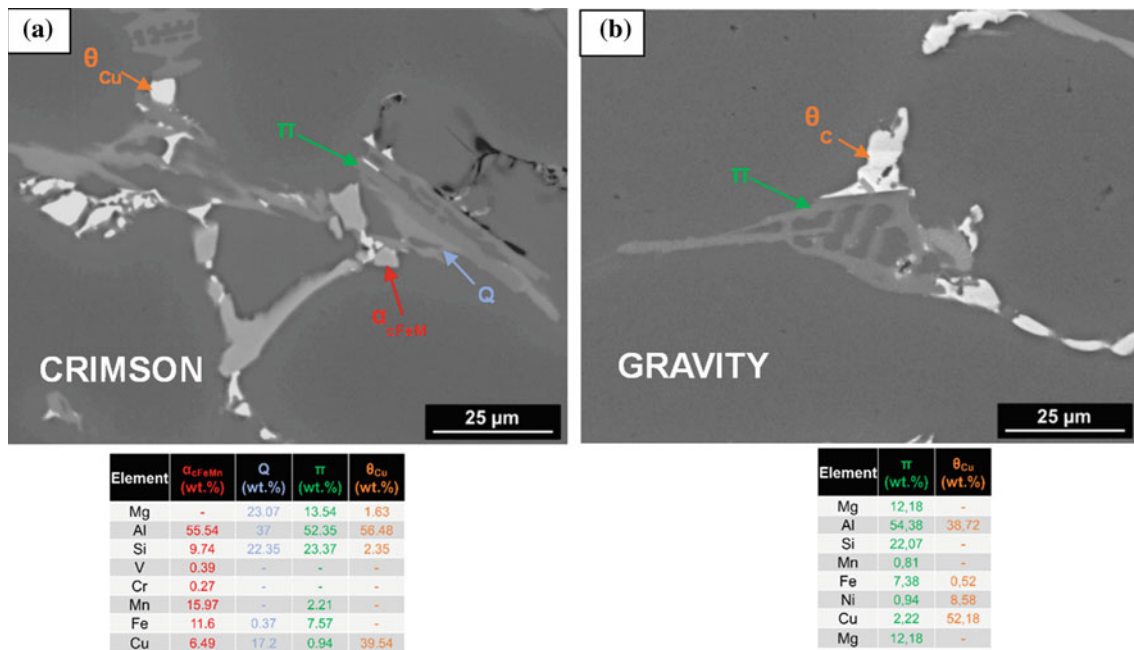 (a)
θCu
π
Q
αcFeM
CRIMSON
25 µm
(b)
θC
π
GRAVITY
25 µm
Element αcFeMn (wt.%) Q (wt.%) π (wt.%) θCu (wt.%)
Mg - 23.07 13.54 1.63
Al 55.54 37 52.35 56.48
Si 9.74 22.35 23.37 2.35
V 0.39 - - -
Cr 0.27 - - -
Mn 15.97 - 2.21 -
Fe 11.6 0.37 7.57 -
Cu 6.49 17.2 0.94 39.54
Element π (wt.%) θCu (wt.%)
Mg 12,18 -
Al 54,38 38,72
Si 22,07 -
Mn 0,81 -
Fe 7,38 0,52
Ni 0,94 8,58
Cu 2,22 52,18
Mg 12,18 -